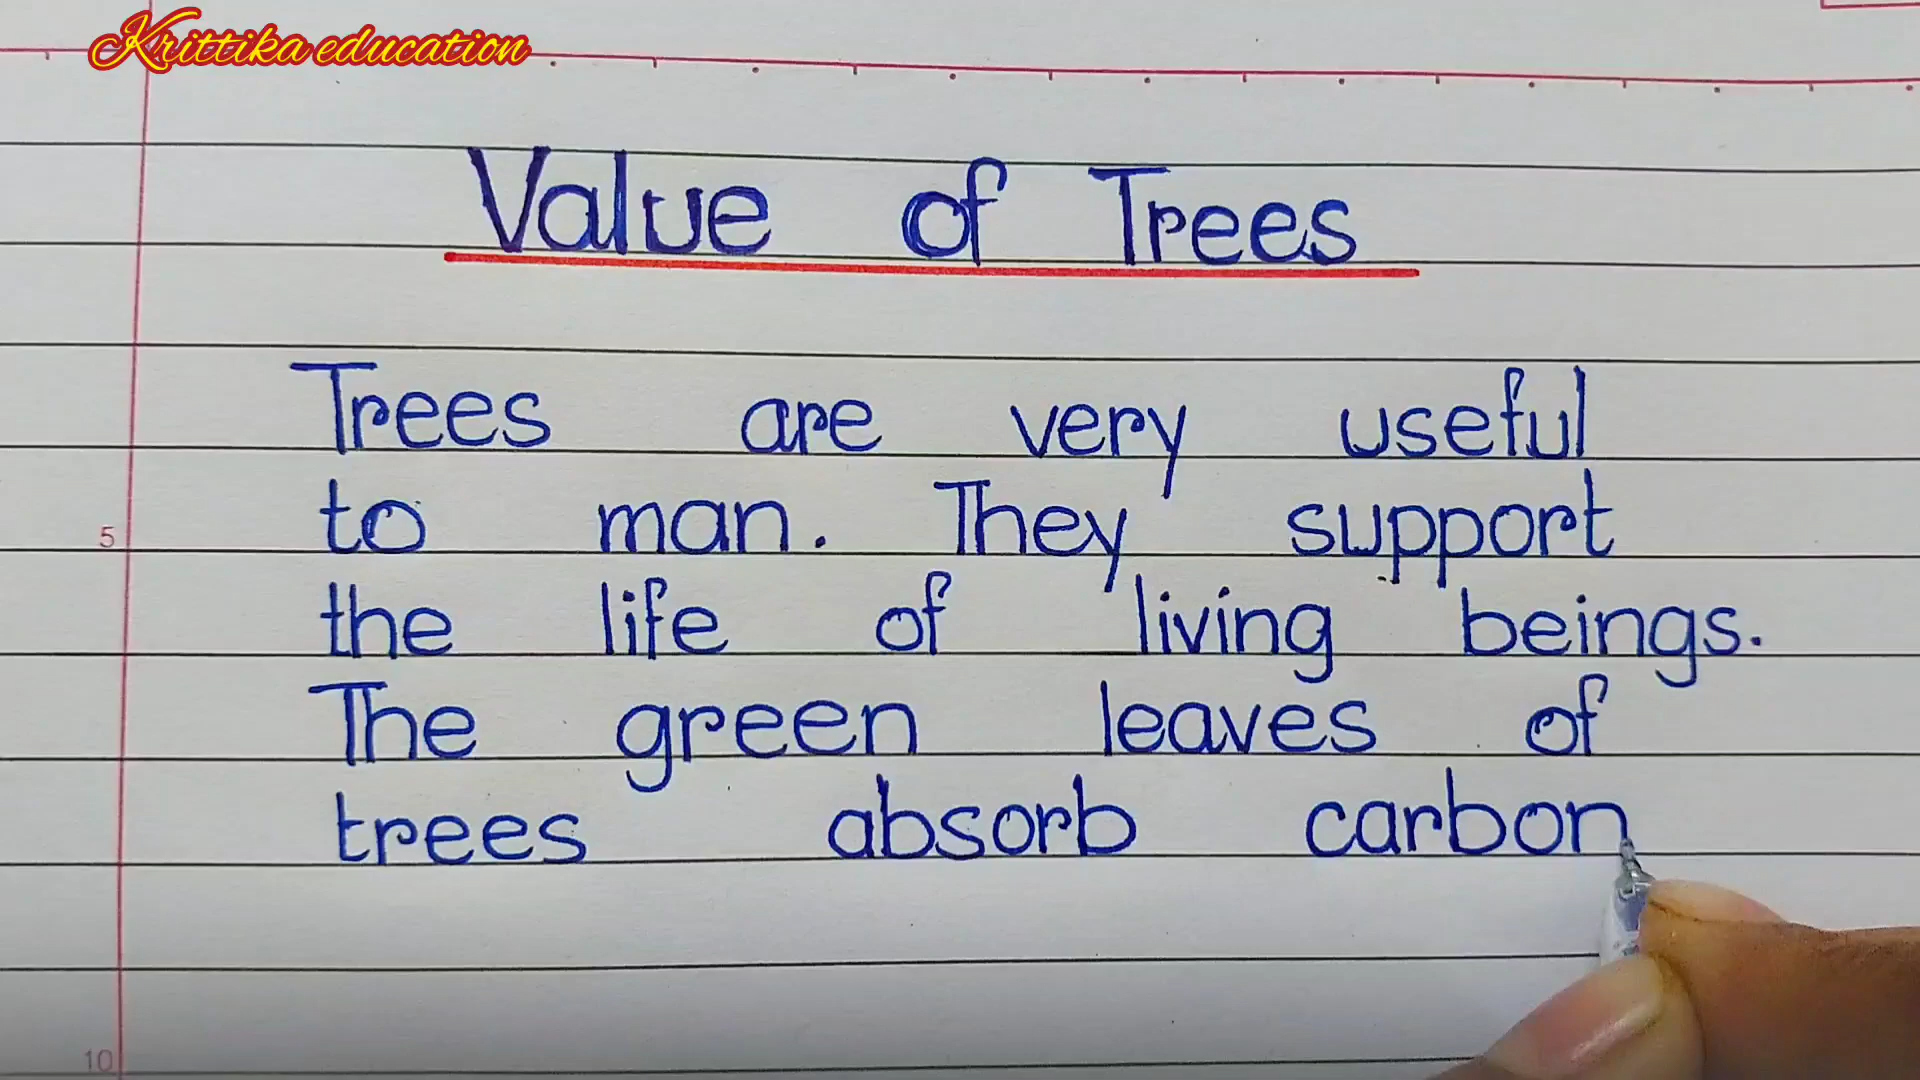 Krittika education
Value of Trees
Trees are very useful
to man. They support
the life of living beings.
The green leaves of
trees absorb carbon
5
10